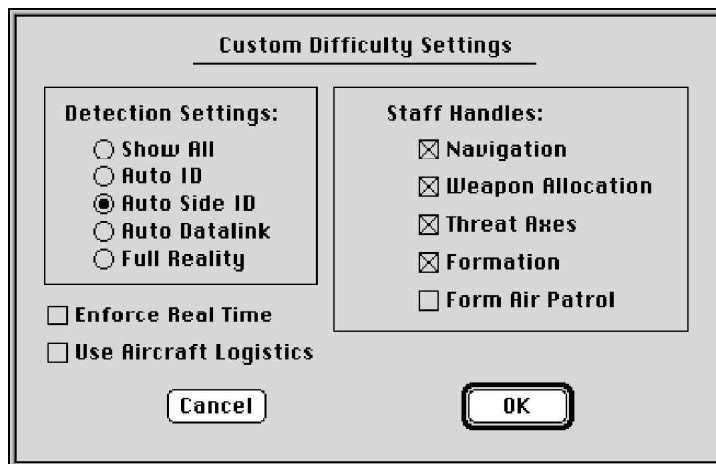 Custom Difficulty Settings
Detection Settings:
Show All
Auto ID
Auto Side ID
Auto Datalink
Full Reality
Enforce Real Time
Use Aircraft Logistics
Staff Handles:
Navigation
Weapon Allocation
Threat Axes
Formation
Form Air Patrol
Cancel
OK